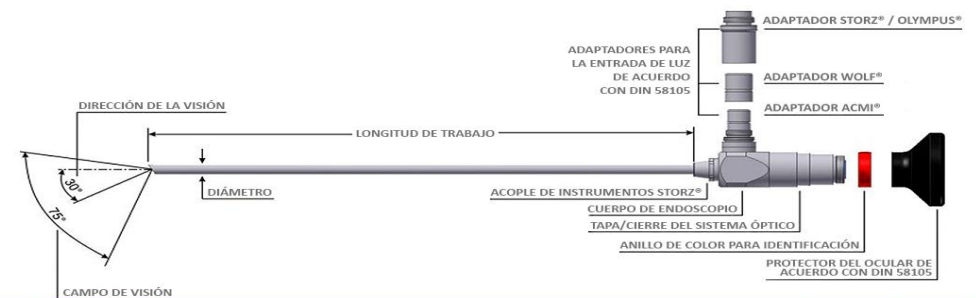 ADAPTADOR STORZ® / OLYMPUS®
ADAPTADORES PARA
LA ENTRADA DE LUZ
DE ACUERDO
CON DIN 58105
ADAPTADOR WOLF®
ADAPTADOR ACMI®
DIRECCIÓN DE LA VISIÓN
LONGITUD DE TRABAJO
30°
75°
DIÁMETRO
ACOPLE DE INSTRUMENTOS STORZ®
CUERPO DE ENDOSCOPIO
TAPA/CIERRE DEL SISTEMA ÓPTICO
ANILLO DE COLOR PARA IDENTIFICACIÓN
PROTECTOR DEL OCULAR DE
ACUERDO CON DIN 58105
CAMPO DE VISIÓN